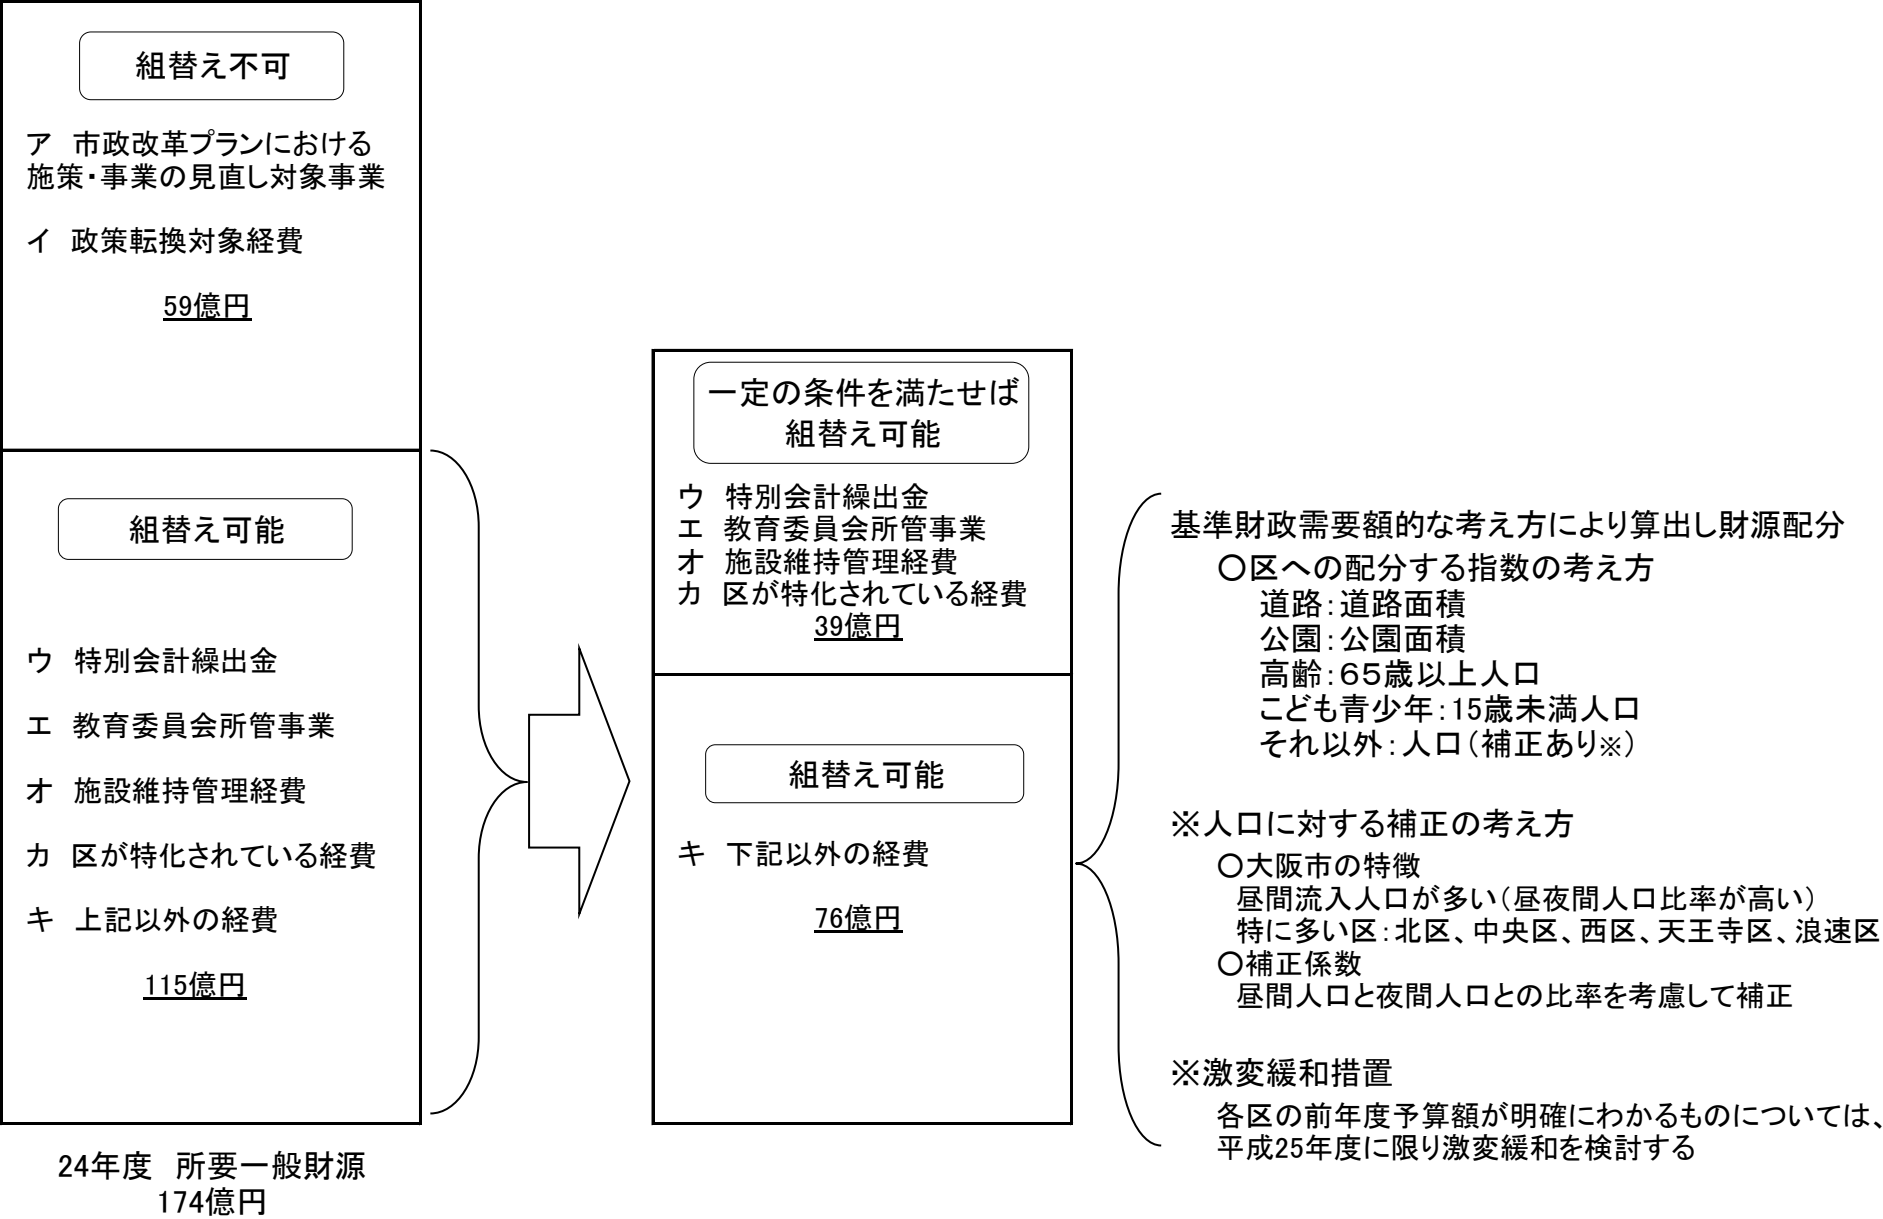 組替え不可
ア　市政改革プランにおける
施策・事業の見直し対象事業
イ　政策転換対象経費
59億円
組替え可能
ウ　特別会計繰出金
エ　教育委員会所管事業
オ　施設維持管理経費
カ　区が特化されている経費
キ　上記以外の経費
115億円
24年度　所要一般財源
174億円
一定の条件を満たせば
組替え可能
ウ　特別会計繰出金
エ　教育委員会所管事業
オ　施設維持管理経費
カ　区が特化されている経費
39億円
組替え可能
キ　下記以外の経費
76億円
基準財政需要額的な考え方により算出し財源配分
○区への配分する指数の考え方
道路：道路面積
公園：公園面積
高齢：６５歳以上人口
こども青少年：15歳未満人口
それ以外：人口（補正あり※）
※人口に対する補正の考え方
○大阪市の特徴
昼間流入人口が多い（昼夜間人口比率が高い）
特に多い区：北区、中央区、西区、天王寺区、浪速区
○補正係数
昼間人口と夜間人口との比率を考慮して補正
※激変緩和措置
各区の前年度予算額が明確にわかるものについては、
平成25年度に限り激変緩和を検討する